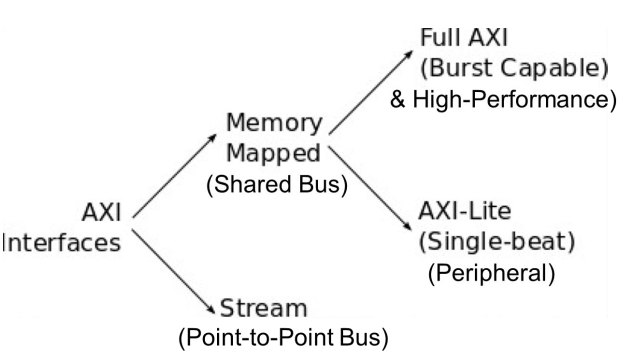 Full AXI
(Burst Capable)
& High-Performance)
Memory
Mapped
(Shared Bus)
AXI
Interfaces
AXI-Lite
(Single-beat)
(Peripheral)
Stream
(Point-to-Point Bus)